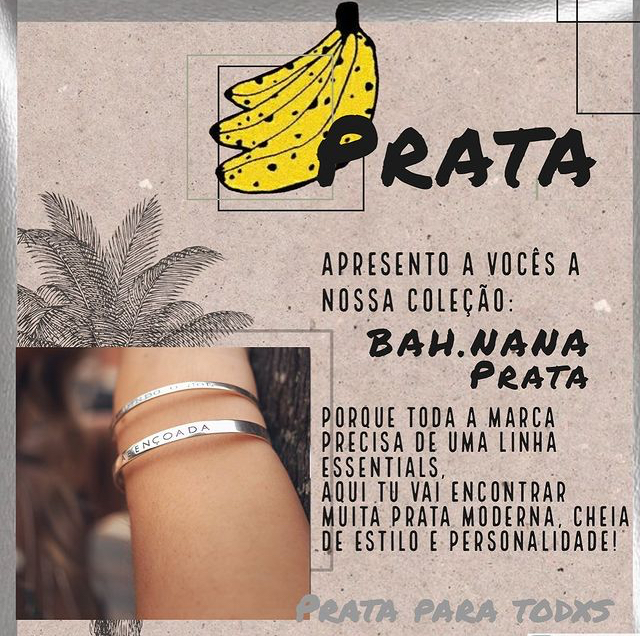 PRATA
APRESENTO A VOCÊS A
NOSSA COLEÇÃO:
BAH.NANA
PRATA
PORQUE TODA A MARCA
PRECISA DE UMA LINHA
ESSENTIALS,
AQUI TU VAI ENCONTRAR
MUITA PRATA MODERNA, CHEIA
DE ESTILO E PERSONALIDADE!
ENÇOADA
PRATA PARA TODXS